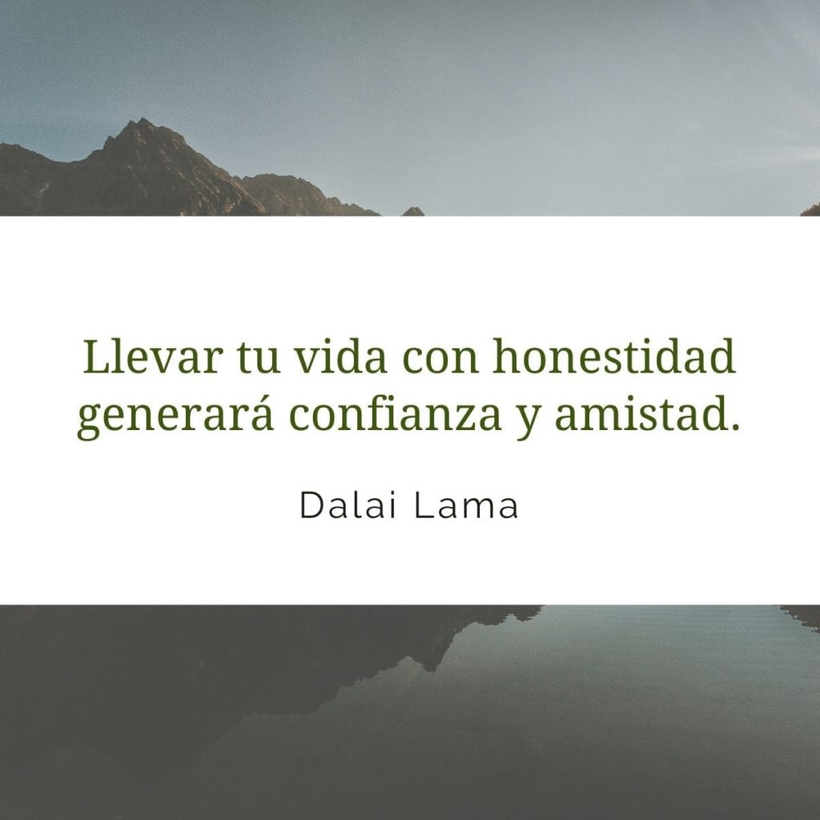 Llevar tu vida con honestidad
generará confianza y amistad.
Dalai Lama